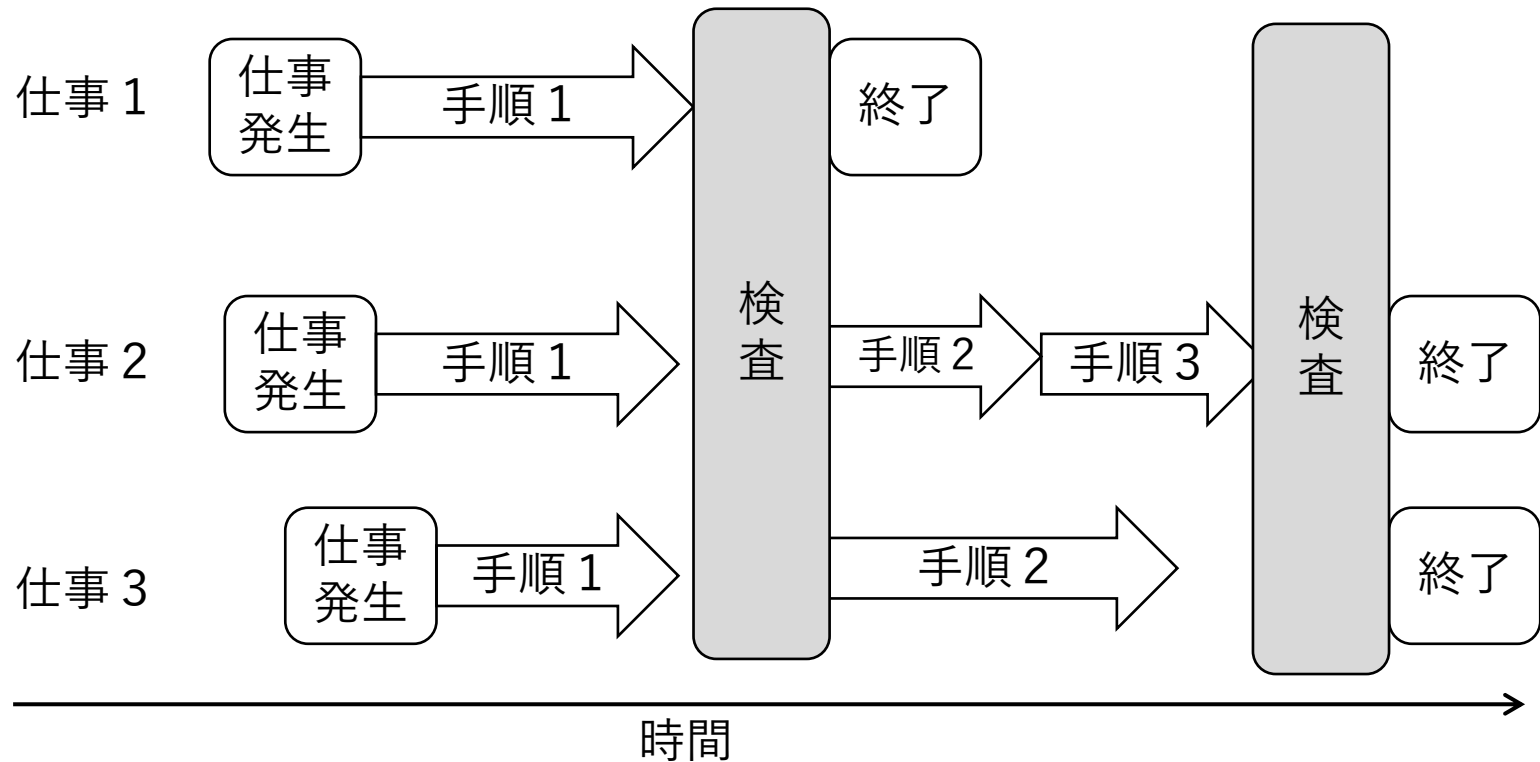 仕事１
仕事
発生
手順１
終了
仕事２
仕事
発生
手順１
検
査
手順２
手順３
検
査
終了
仕事３
仕事
発生
手順１
手順２
終了
時間